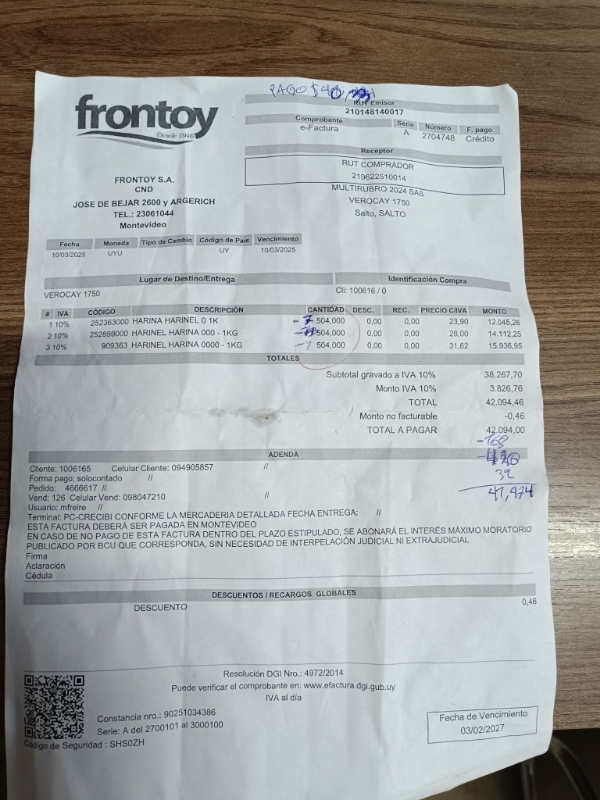 PAGO $40,
frontoy
Desde 1946
RUT Emisor
210148140017
Comprobante Serie Número F. pago
e-Factura A 2704748 Crédito
Receptor
RUT COMPRADOR
219622510014
MULTIRUBRO 2024 SAS
VEROCAY 1750
Salto, SALTO
FRONTOY S.A.
CND
JOSE DE BEJAR 2600 y ARGERICH
TEL.: 23061044
Montevideo
Fecha Moneda Tipo de Cambio Código de País Vencimiento
10/03/2025 UYU UY 10/03/2025
Lugar de Destino/Entrega Identificación Compra
VEROCAY 1750 Cli: 100616 / 0
# IVA CÓDIGO DESCRIPCIÓN CANTIDAD DESC. REC. PRECIO C/IVA MONTO
1 10% 252363000 HARINA HARINEL 0 1K 504,000 0,00 0,00 23,90 12.045,26
2 10% 252699000 HARINEL HARINA 000 - 1KG 504,000 0,00 0,00 28,00 14.112,25
3 10% 909363 HARINEL HARINA 0000 - 1KG 504,000 0,00 0,00 31,62 15.936,95
TOTALES
Subtotal gravado a IVA 10% 38.267,70
Monto IVA 10% 3.826,76
TOTAL 42.094,46
Monto no facturable -0,46
TOTAL A PAGAR 42.094,00
-168
39
41,474
ADENDA
Cliente: 1006165 Celular Cliente: 094905857 //
Forma pago: solocontado //
Pedido: 4666617 //
Vend: 126 Celular Vend: 098047210 //
Usuario: mfreire //
Terminal: PC-CRECIBI CONFORME LA MERCADERIA DETALLADA FECHA ENTREGA: //
ESTA FACTURA DEBERÁ SER PAGADA EN MONTEVIDEO
EN CASO DE NO PAGO DE ESTA FACTURA DENTRO DEL PLAZO ESTIPULADO, SE ABONARÁ EL INTERÉS MÁXIMO MORATORIO
PUBLICADO POR BCU QUE CORRESPONDA, SIN NECESIDAD DE INTERPELACIÓN JUDICIAL NI EXTRAJUDICIAL
Firma
Aclaración
Cédula
DESCUENTOS / RECARGOS GLOBALES
DESCUENTO 0,46
Resolución DGI Nro.: 4972/2014
Puede verificar el comprobante en: www.efactura.dgi.gub.uy
IVA al día
Constancia nro.: 90251034386
Serie: A del 2700101 al 3000100
Código de Seguridad : SHS0ZH
Fecha de Vencimiento
03/02/2027